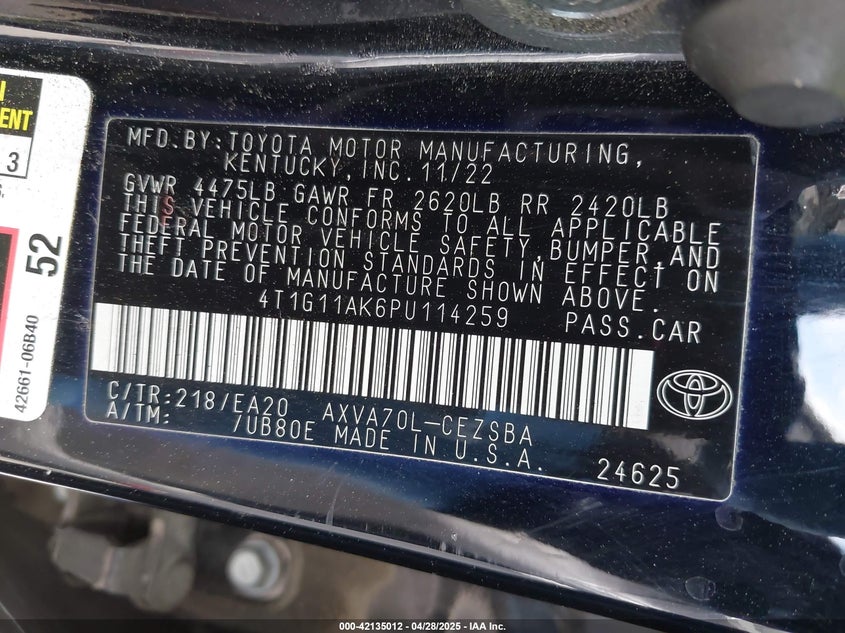 ENT
3
52
42661-06B40
MFD.BY:TOYOTA MOTOR MANUFACTURING,
KENTUCKY,INC.11/22
GVWR 4475LB GAWR FR 2620LB RR 2420LB
THIS VEHICLE CONFORMS TO ALL APPLICABLE
FEDERAL MOTOR VEHICLE SAFETY,BUMPER,AND
THEFT PREVENTION STANDARDS IN EFFECT ON
THE DATE OF MANUFACTURE SHOWN ABOVE.
4T1G11AK6PU114259 PASS.CAR
C/TR:218/EA20 AXVA70L-CEZSBA
A/TM: /UB80E MADE IN U.S.A.
24625
000-42135012 - 04/28/2025 - IAA Inc.